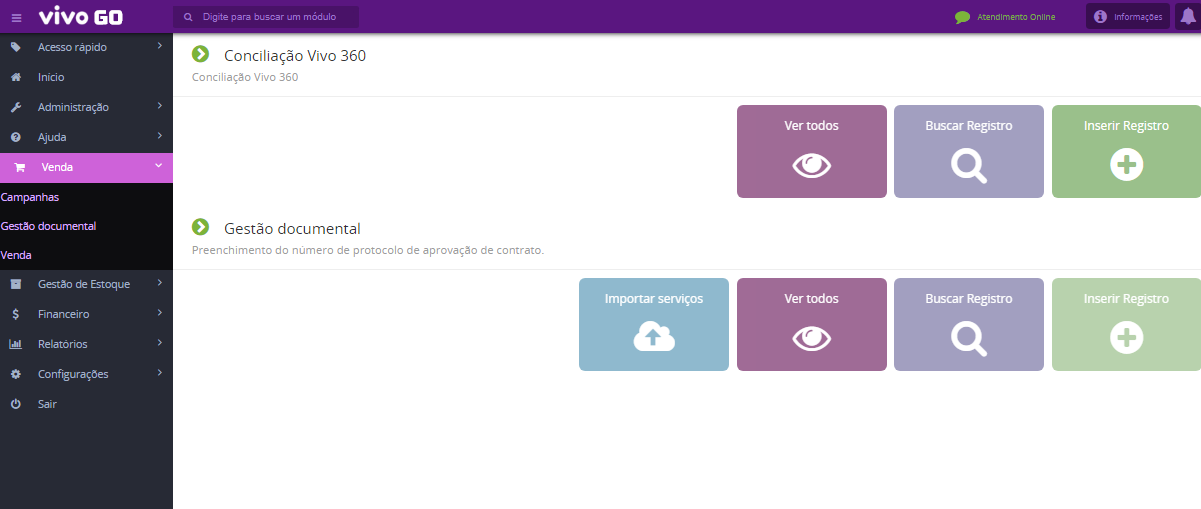 vivo GO
Digite para buscar um módulo
Atendimento Online
Informações
Acesso rápido
Início
Administração
Ajuda
Venda
Campanhas
Gestão documental
Venda
Gestão de Estoque
Financeiro
Relatórios
Configurações
Sair
Conciliação Vivo 360
Conciliação Vivo 360
Ver todos
Buscar Registro
Inserir Registro
Gestão documental
Preenchimento do número de protocolo de aprovação de contrato.
Importar serviços
Ver todos
Buscar Registro
Inserir Registro